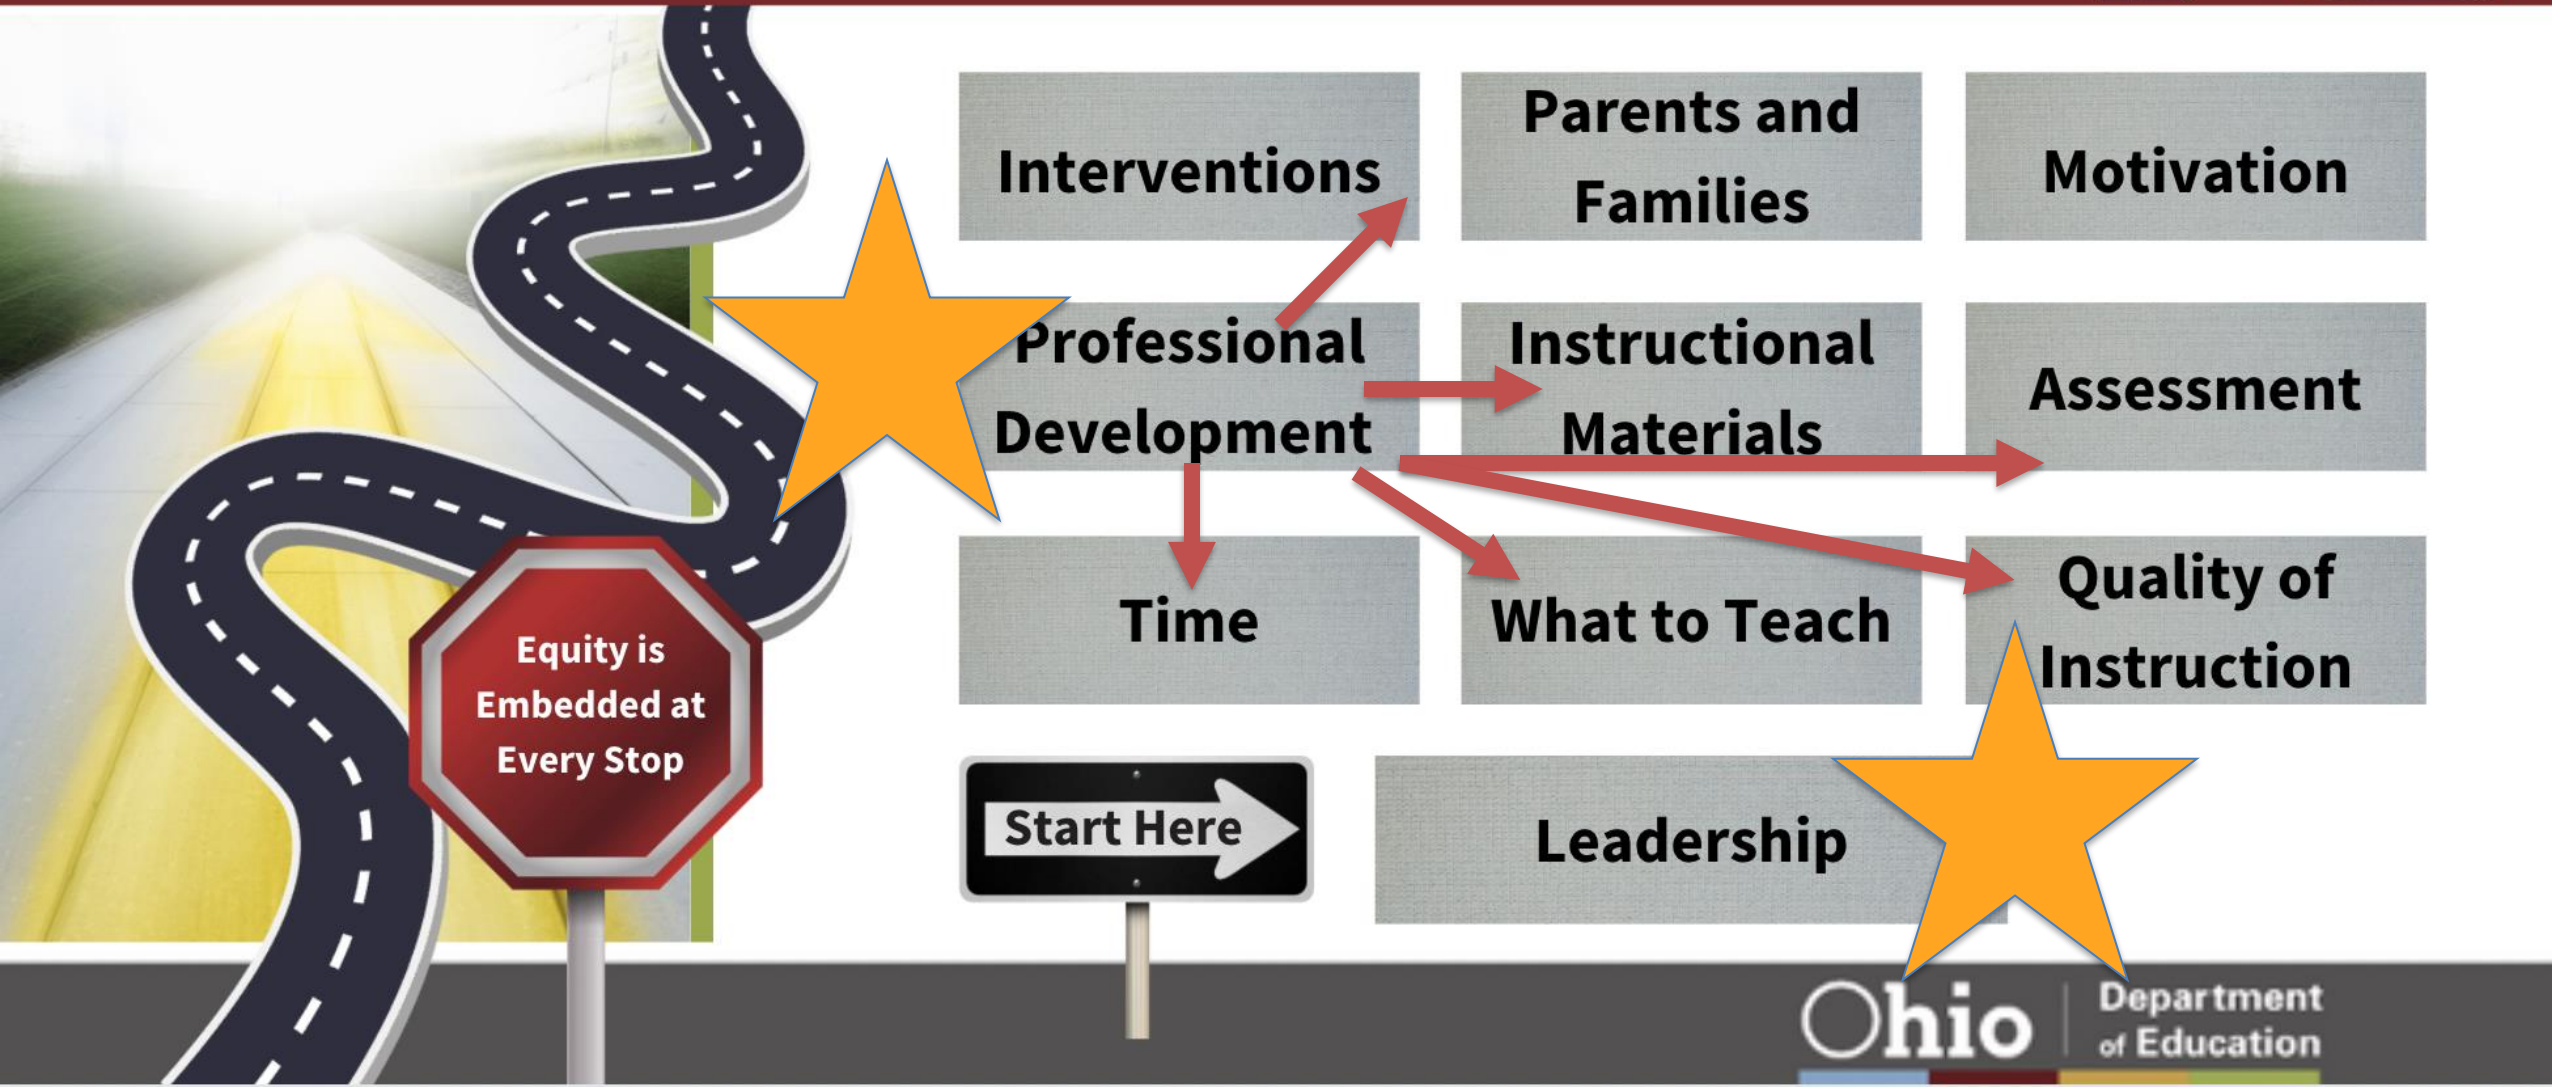 Interventions
Parents and
Families
Motivation
Professional
Development
Instructional
Materials
Assessment
Time
What to Teach
Quality of
Instruction
Equity is
Embedded at
Every Stop
Start Here
Leadership
Ohio
Department
of Education